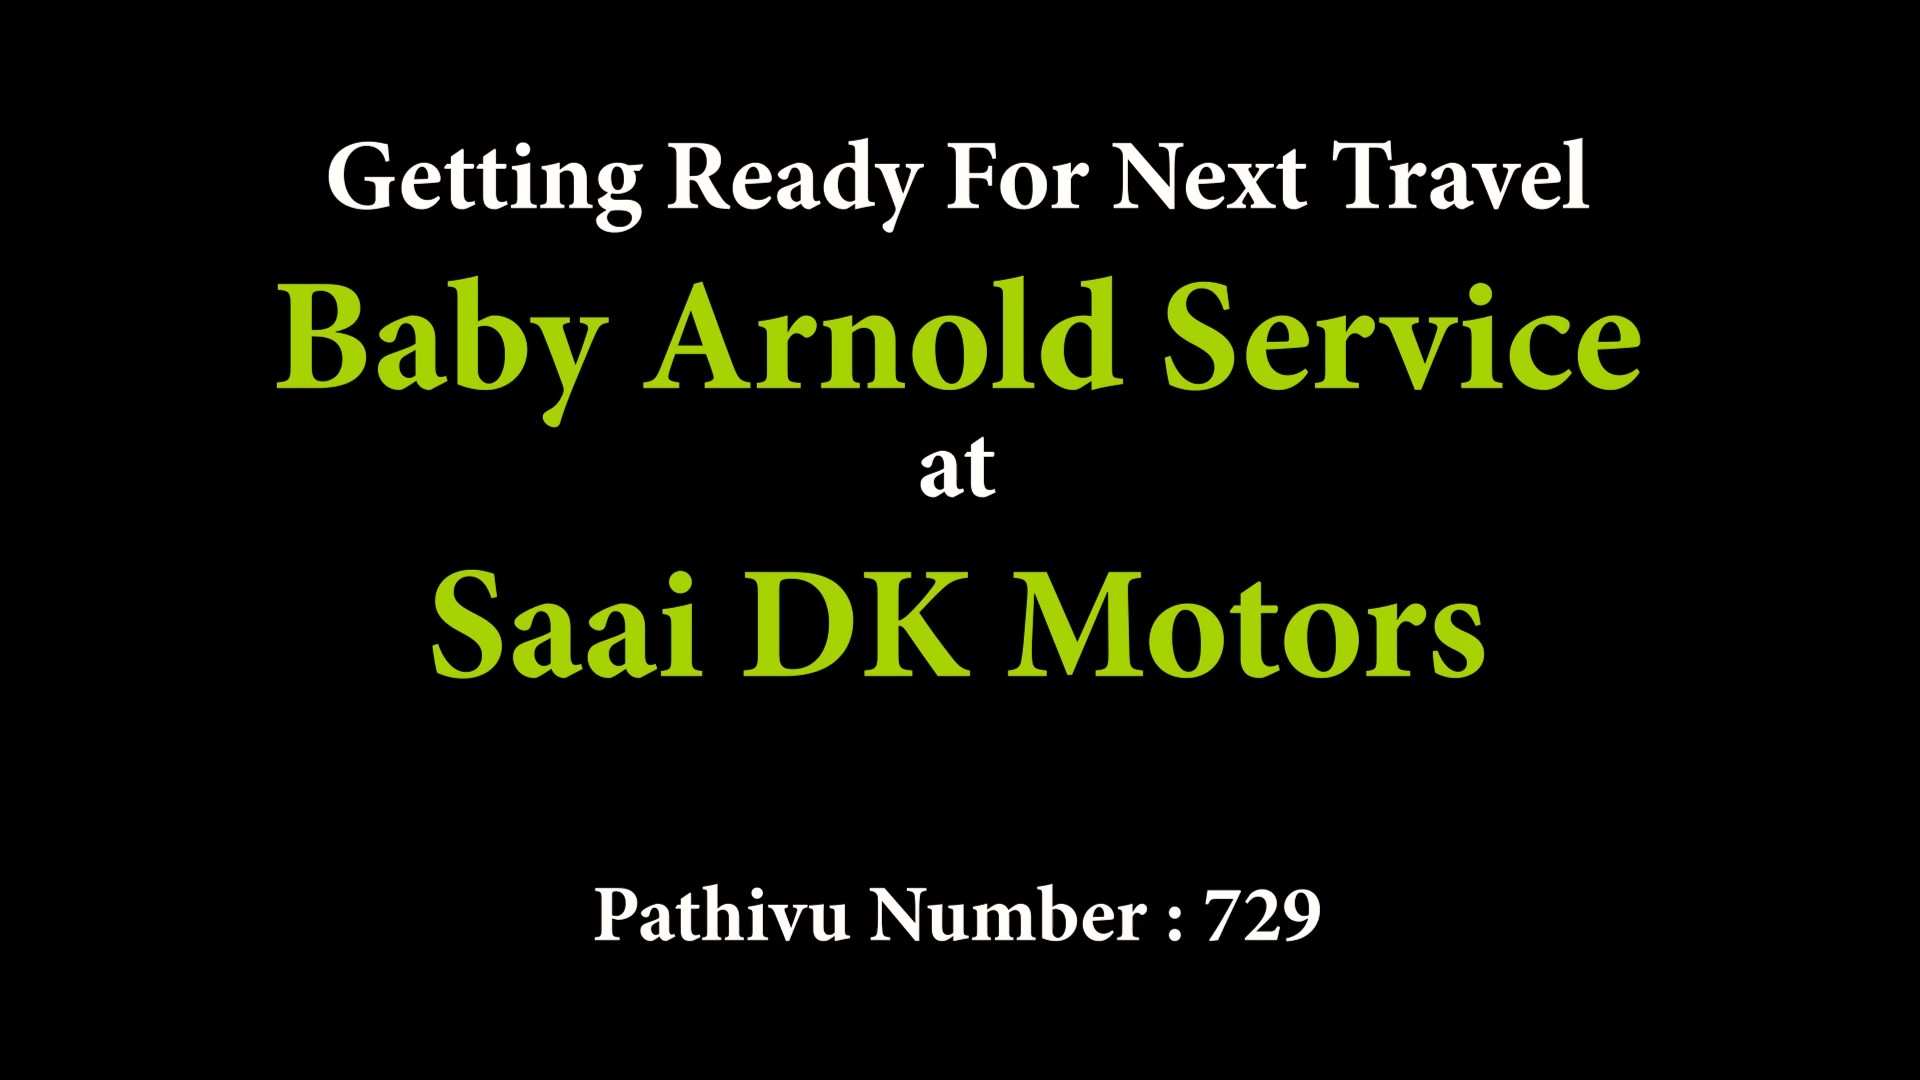 Getting Ready For Next Travel
Baby Arnold Service
at
Saai DK Motors
Pathivu Number : 729